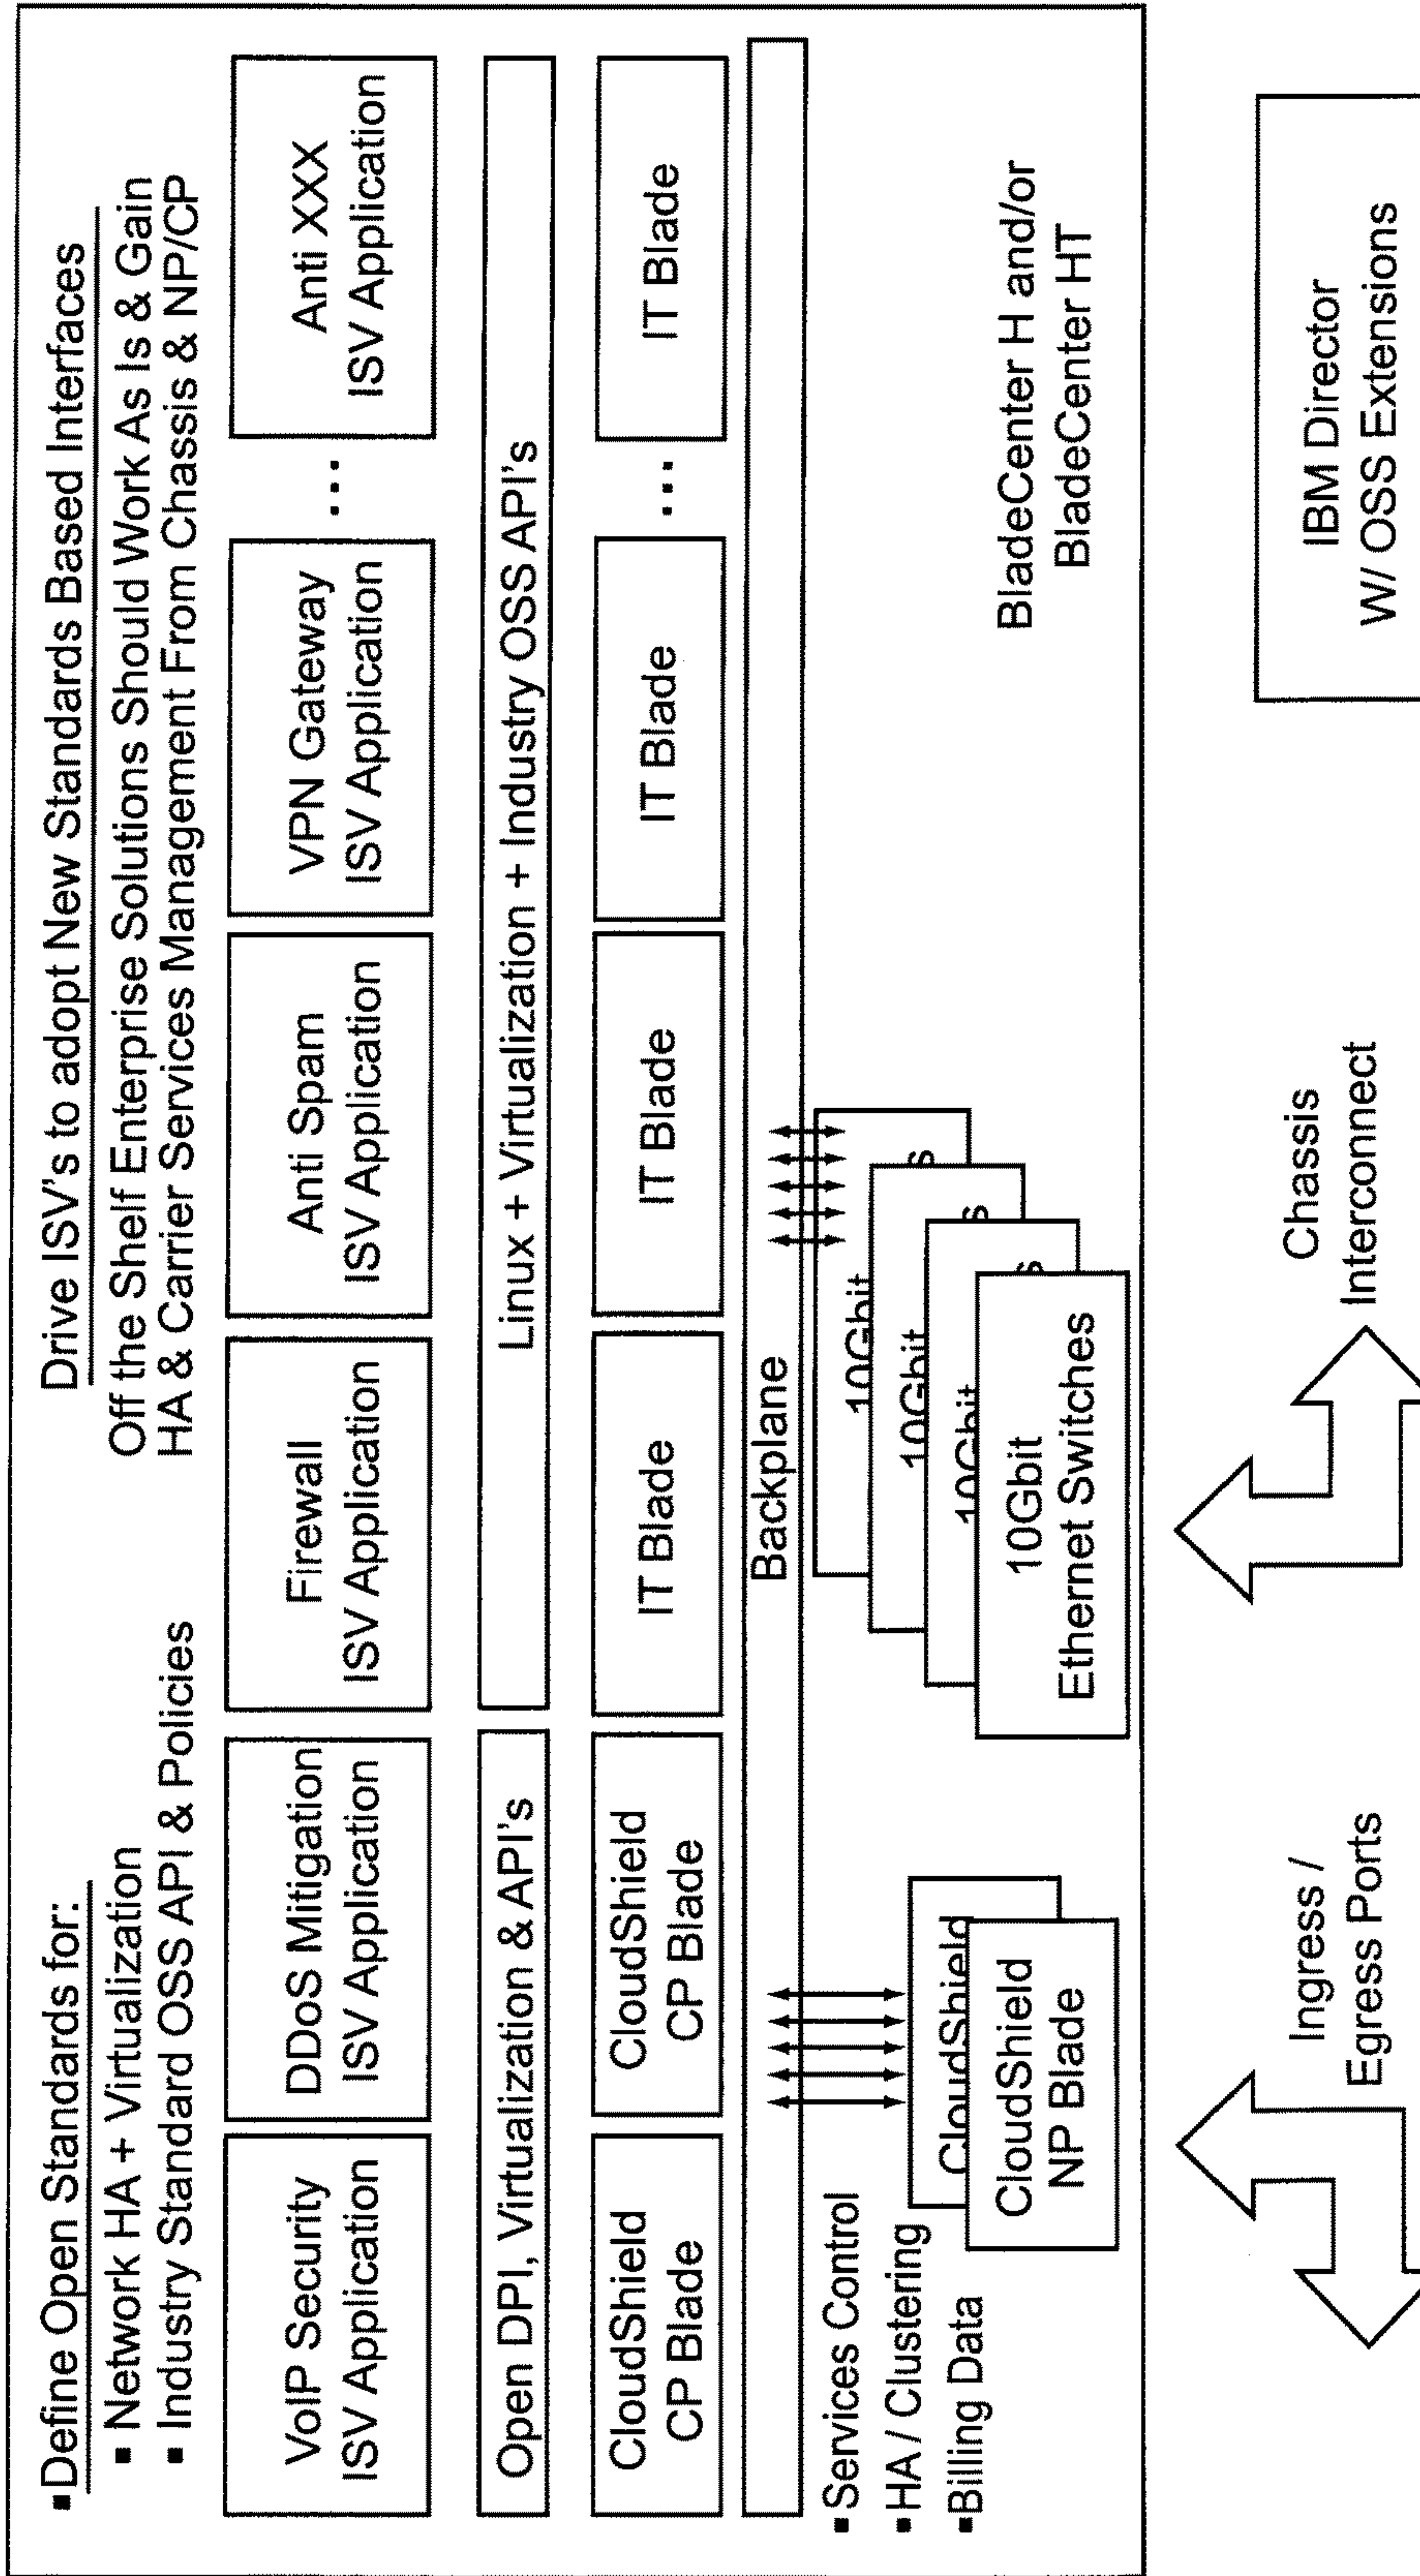 ▪Define Open Standards for:
▪ Network HA + Virtualization
▪ Industry Standard OSS API & Policies
Drive ISV's to adopt New Standards Based Interfaces
Off the Shelf Enterprise Solutions Should Work As Is & Gain
HA & Carrier Services Management From Chassis & NP/CP
VoIP Security
ISV Application
DDoS Mitigation
ISV Application
Firewall
ISV Application
Anti Spam
ISV Application
VPN Gateway
ISV Application
...
Anti XXX
ISV Application
Open DPI, Virtualization & API's
Linux + Virtualization + Industry OSS API's
CloudShield
CP Blade
CloudShield
CP Blade
IT Blade
IT Blade
IT Blade
...
IT Blade
Backplane
▪Services Control
▪HA / Clustering
▪Billing Data
CloudShield
CloudShield
NP Blade
10Gbit
s
10Gbit
s
10Gbit
s
10Gbit
Ethernet Switches
BladeCenter H and/or
BladeCenter HT
Ingress /
Egress Ports
Chassis
Interconnect
IBM Director
W/ OSS Extensions